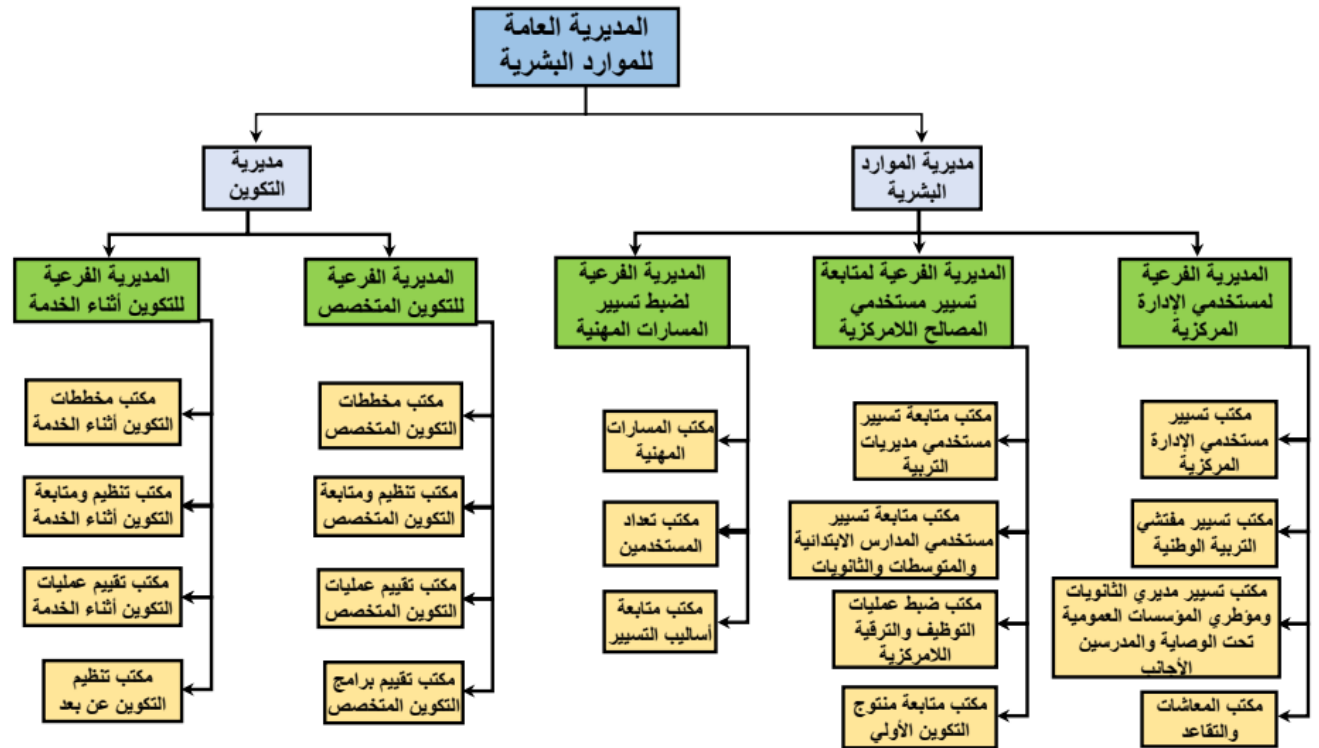 المديرية العامة
للموارد البشرية
مديرية الموارد
البشرية
مديرية
التكوين
المديرية الفرعية
لمستخدمي الإدارة
المركزية
المديرية الفرعية لمتابعة
تسيير مستخدمي
المصالح اللامركزية
المديرية الفرعية
لضبط تسيير
المسارات المهنية
المديرية الفرعية
للتكوين المتخصص
المديرية الفرعية
للتكوين أثناء الخدمة
مكتب تسيير
مستخدمي الإدارة
المركزية
مكتب تسيير مفتشي
التربية الوطنية
مكتب تسيير مديري الثانويات
ومؤطري المؤسسات العمومية
تحت الوصاية والمدرسين
الأجانب
مكتب المعاشات
والتقاعد
مكتب متابعة تسيير
مستخدمي مديريات
التربية
مكتب متابعة تسيير
مستخدمي المدارس الابتدائية
والمتوسطات والثانويات
مكتب ضبط عمليات
التوظيف والترقية
اللامركزية
مكتب متابعة منتوج
التكوين الأولي
مكتب المسارات
المهنية
مكتب تعداد
المستخدمين
مكتب متابعة
أساليب التسيير
مكتب مخططات
التكوين المتخصص
مكتب تنظيم ومتابعة
التكوين المتخصص
مكتب تقييم عمليات
التكوين المتخصص
مكتب تقييم برامج
التكوين المتخصص
مكتب مخططات
التكوين أثناء الخدمة
مكتب تنظيم ومتابعة
التكوين أثناء الخدمة
مكتب تقييم عمليات
التكوين أثناء الخدمة
مكتب تنظيم
التكوين عن بعد